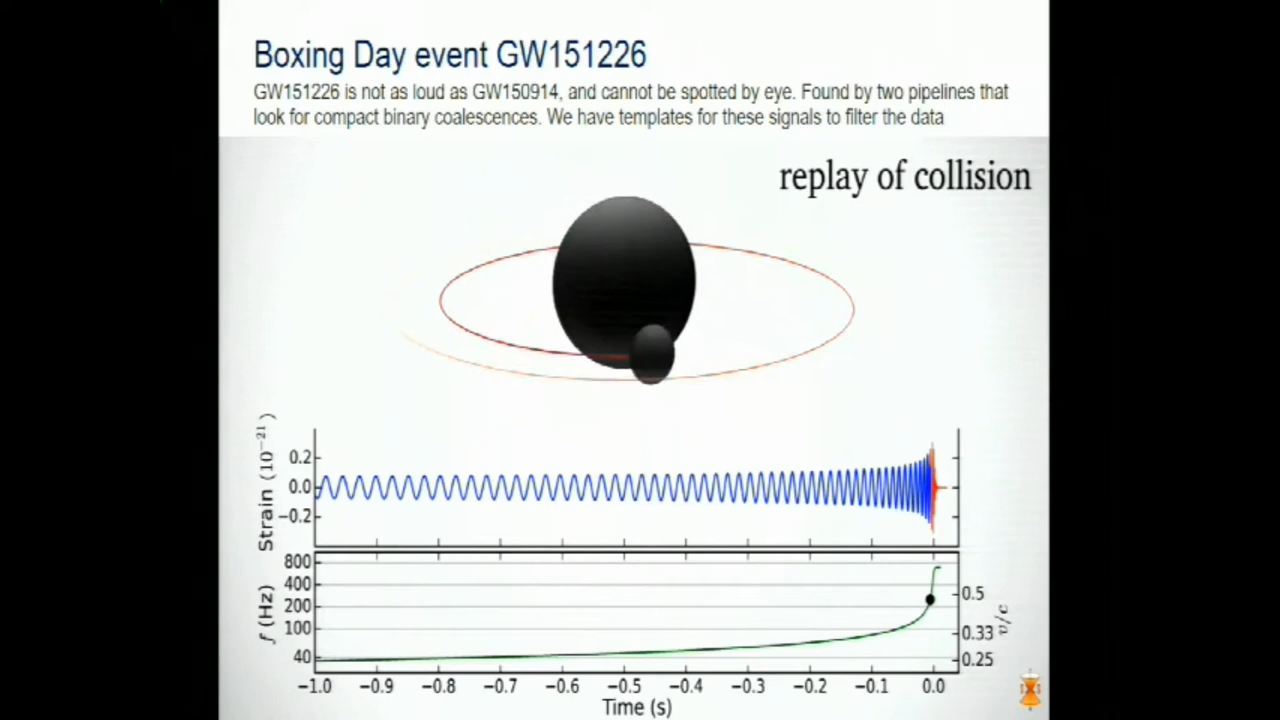 Boxing Day event GW151226
GW151226 is not as loud as GW150914, and cannot be spotted by eye. Found by two pipelines that
look for compact binary coalescences. We have templates for these signals to filter the data
replay of collision
Strain (10⁻²¹)
0.2
0.0
−0.2
f (Hz)
800
400
200
100
40
0.5
0.33
0.25
v/c
−1.0 −0.9 −0.8 −0.7 −0.6 −0.5 −0.4 −0.3 −0.2 −0.1 0.0
Time (s)